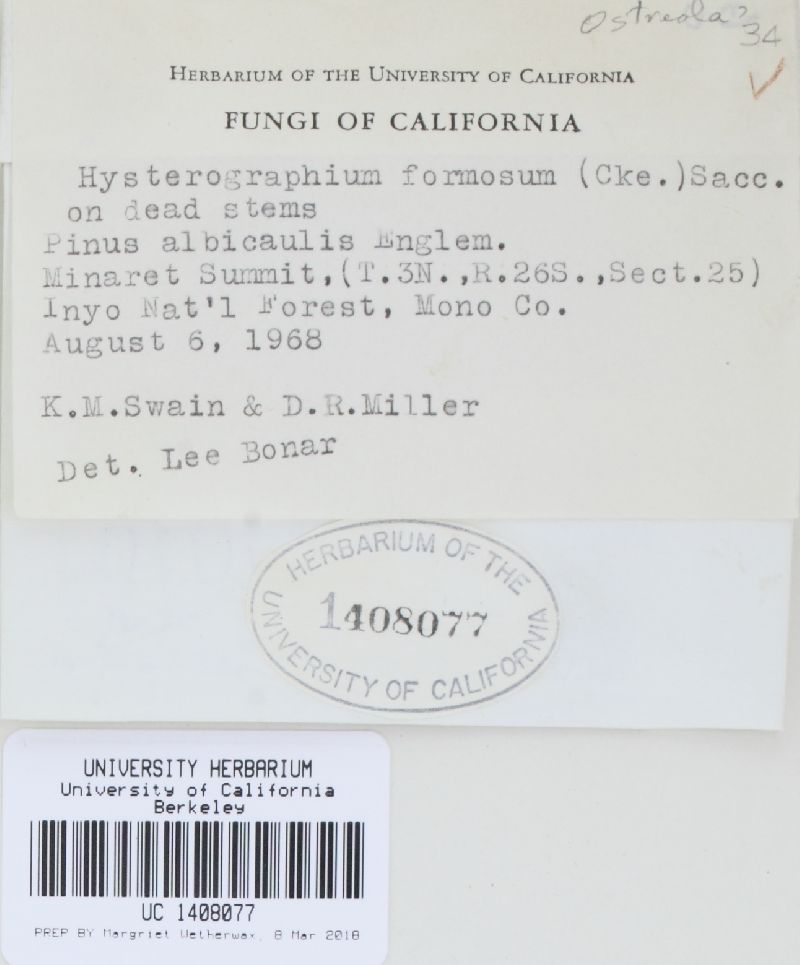 Ostreola?
34
HERBARIUM OF THE UNIVERSITY OF CALIFORNIA
FUNGI OF CALIFORNIA
Hysterographium formosum (Cke.)Sacc.
on dead stems
Pinus albicaulis Englem.
Minaret Summit,(T.3N.,R.26S.,Sect.25)
Inyo Nat'l Forest, Mono Co.
August 6, 1968
K.M.Swain & D.R.Miller
Det. Lee Bonar
HERBARIUM OF THE
1408077
UNIVERSITY OF CALIFORNIA
UNIVERSITY HERBARIUM
University of California
Berkeley
UC 1408077
PREP BY Margriet Wetherwax, 8 Mar 2018